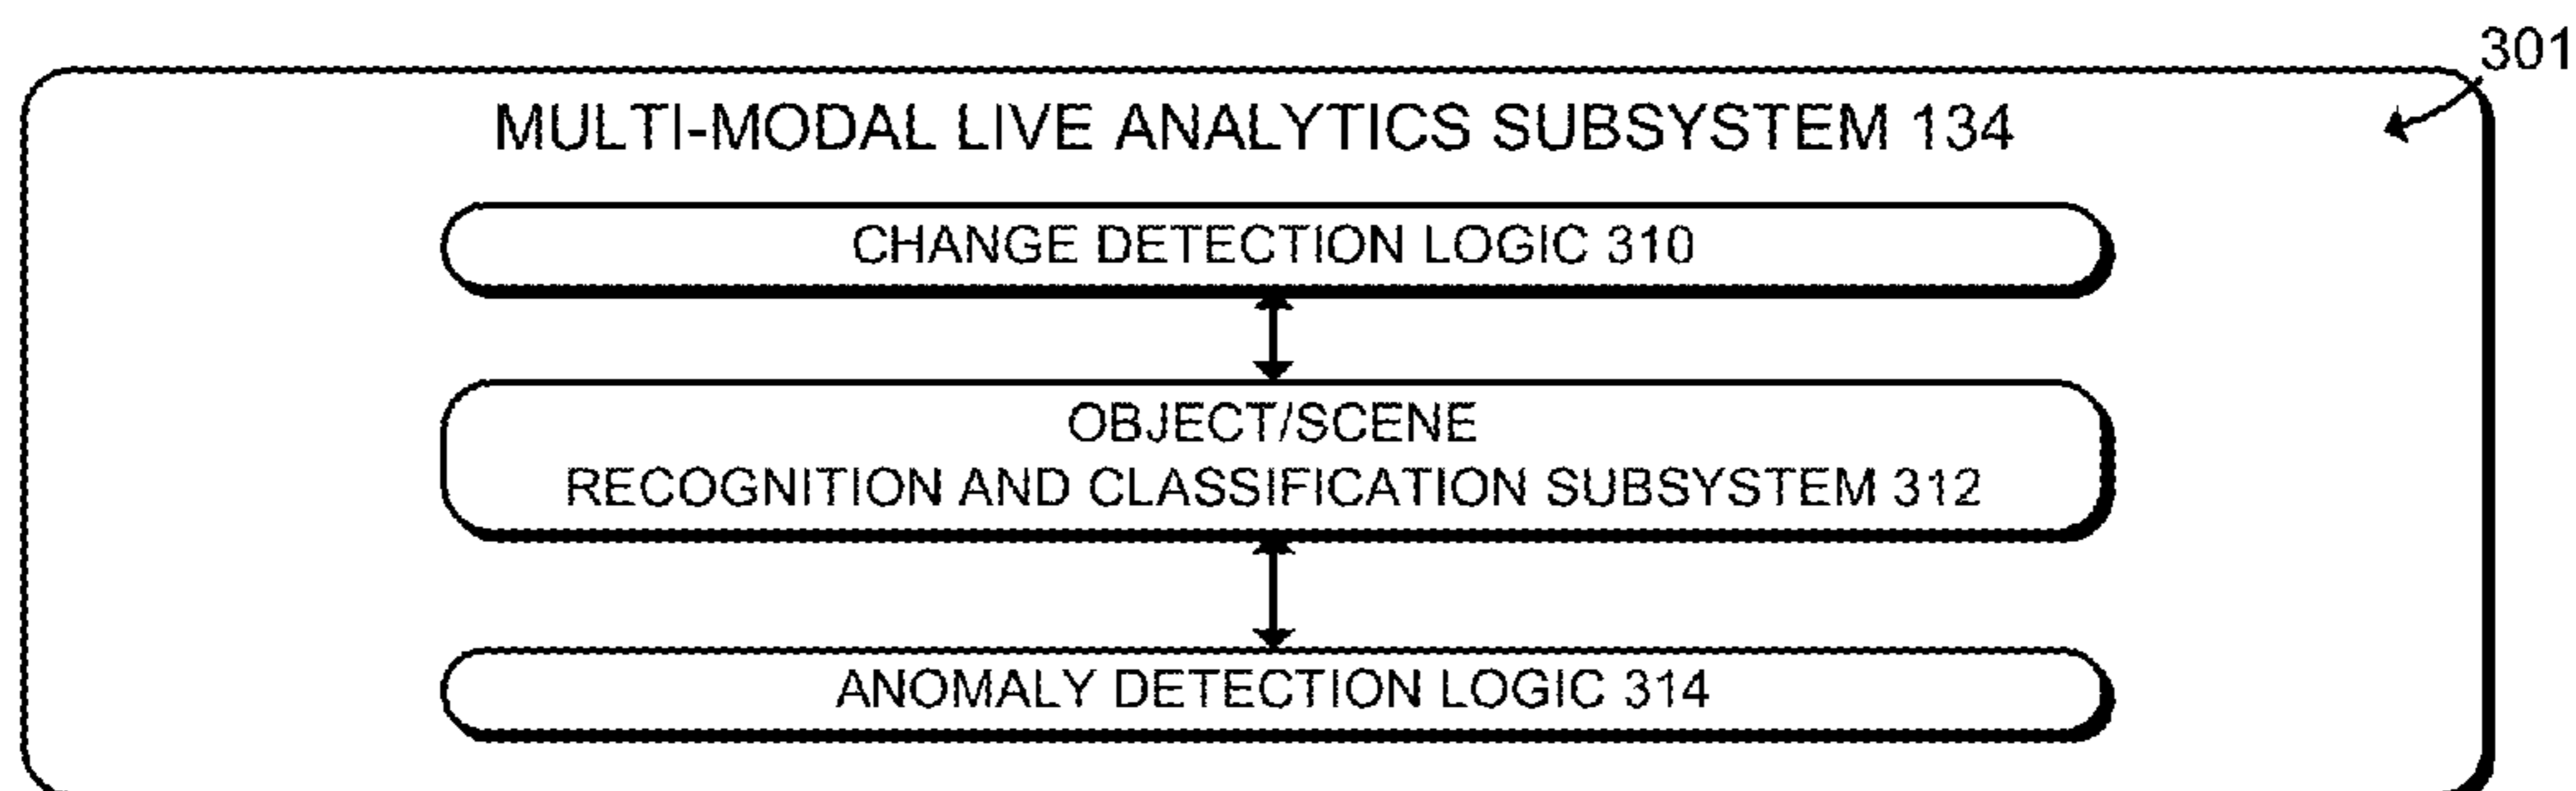 301
MULTI-MODAL LIVE ANALYTICS SUBSYSTEM 134
CHANGE DETECTION LOGIC 310
OBJECT/SCENE
RECOGNITION AND CLASSIFICATION SUBSYSTEM 312
ANOMALY DETECTION LOGIC 314